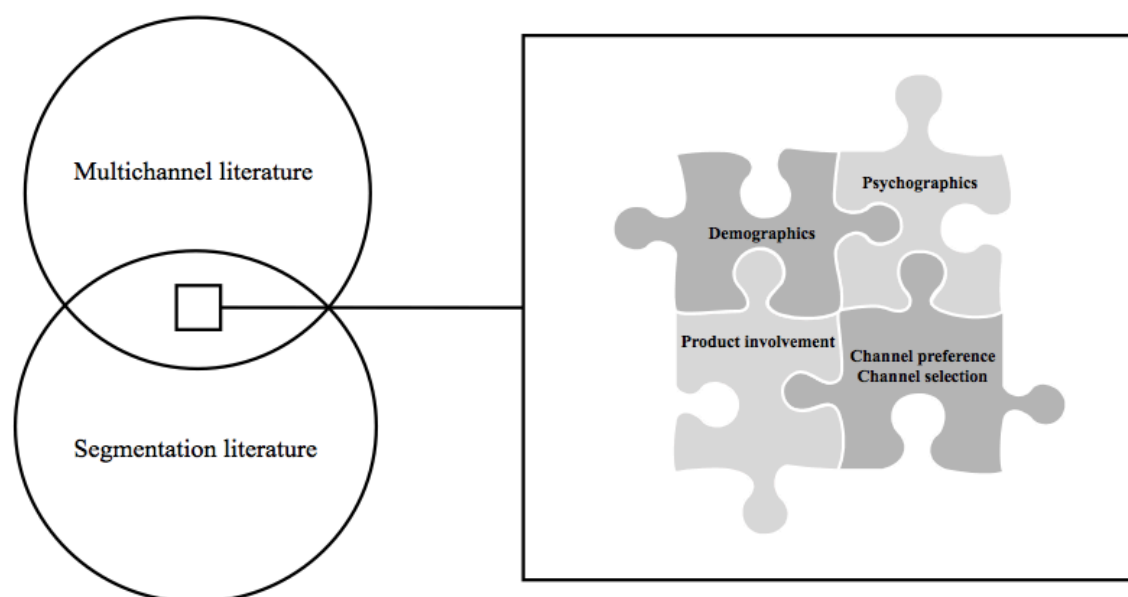 Multichannel literature
Segmentation literature
Psychographics
Demographics
Product involvement
Channel preference
Channel selection